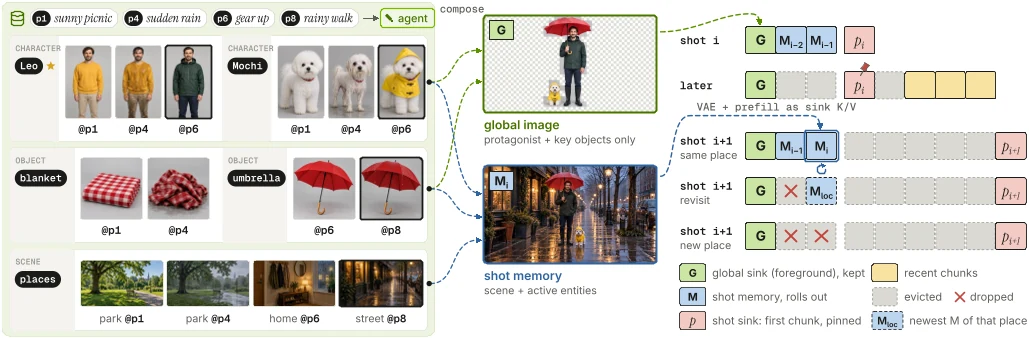 p1 sunny picnic p4 sudden rain p6 gear up p8 rainy walk agent
compose
CHARACTER
Leo
@p1 @p4 @p6
CHARACTER
Mochi
@p1 @p4 @p6
OBJECT
blanket
@p1 @p4
OBJECT
umbrella
@p6 @p8
SCENE
places
park @p1 park @p4 home @p6 street @p8
G
global image
protagonist + key objects only
Mi
shot memory
scene + active entities
shot i G Mi−2 Mi−1 pi
later G pi
VAE + prefill as sink K/V
shot i+1
same place
G Mi−1 Mi pi+1
shot i+1
revisit
G Mloc pi+1
shot i+1
new place
G pi+1
G global sink (foreground), kept
recent chunks
M shot memory, rolls out
evicted
dropped
p shot sink: first chunk, pinned
Mloc newest M of that place